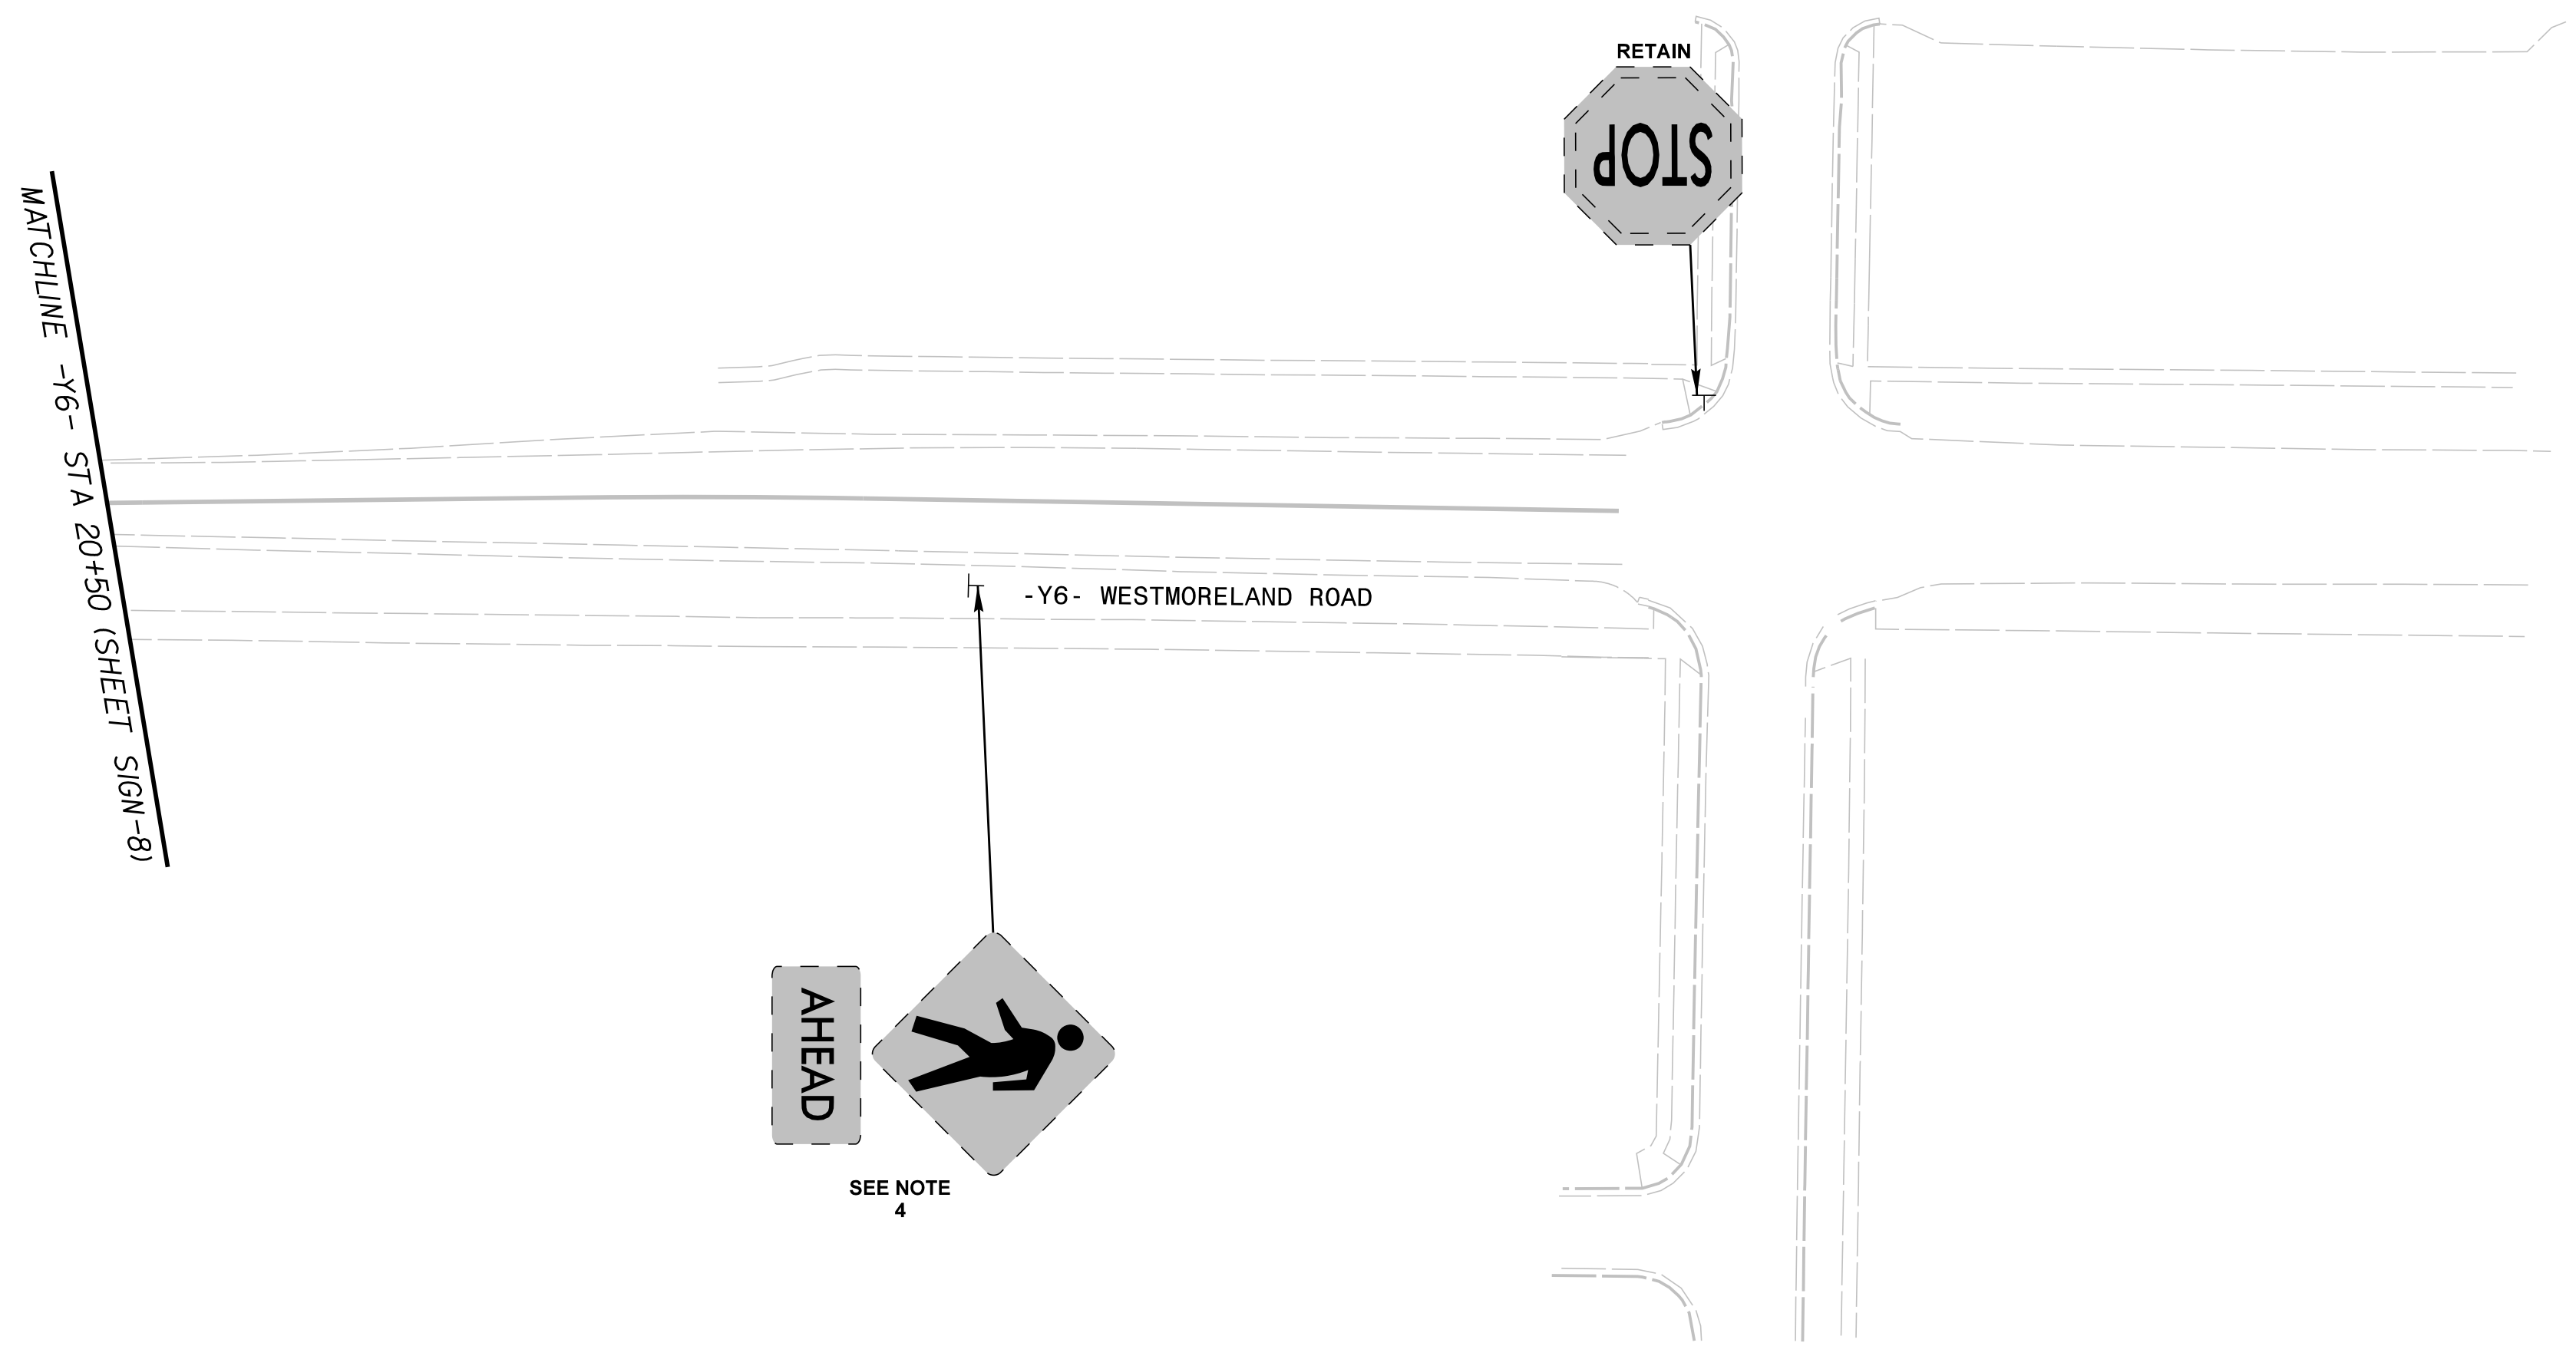 RETAIN
STOP
MATCHLINE -Y6- STA 20+50 (SHEET SIGN-8)
-Y6- WESTMORELAND ROAD
AHEAD
SEE NOTE
4